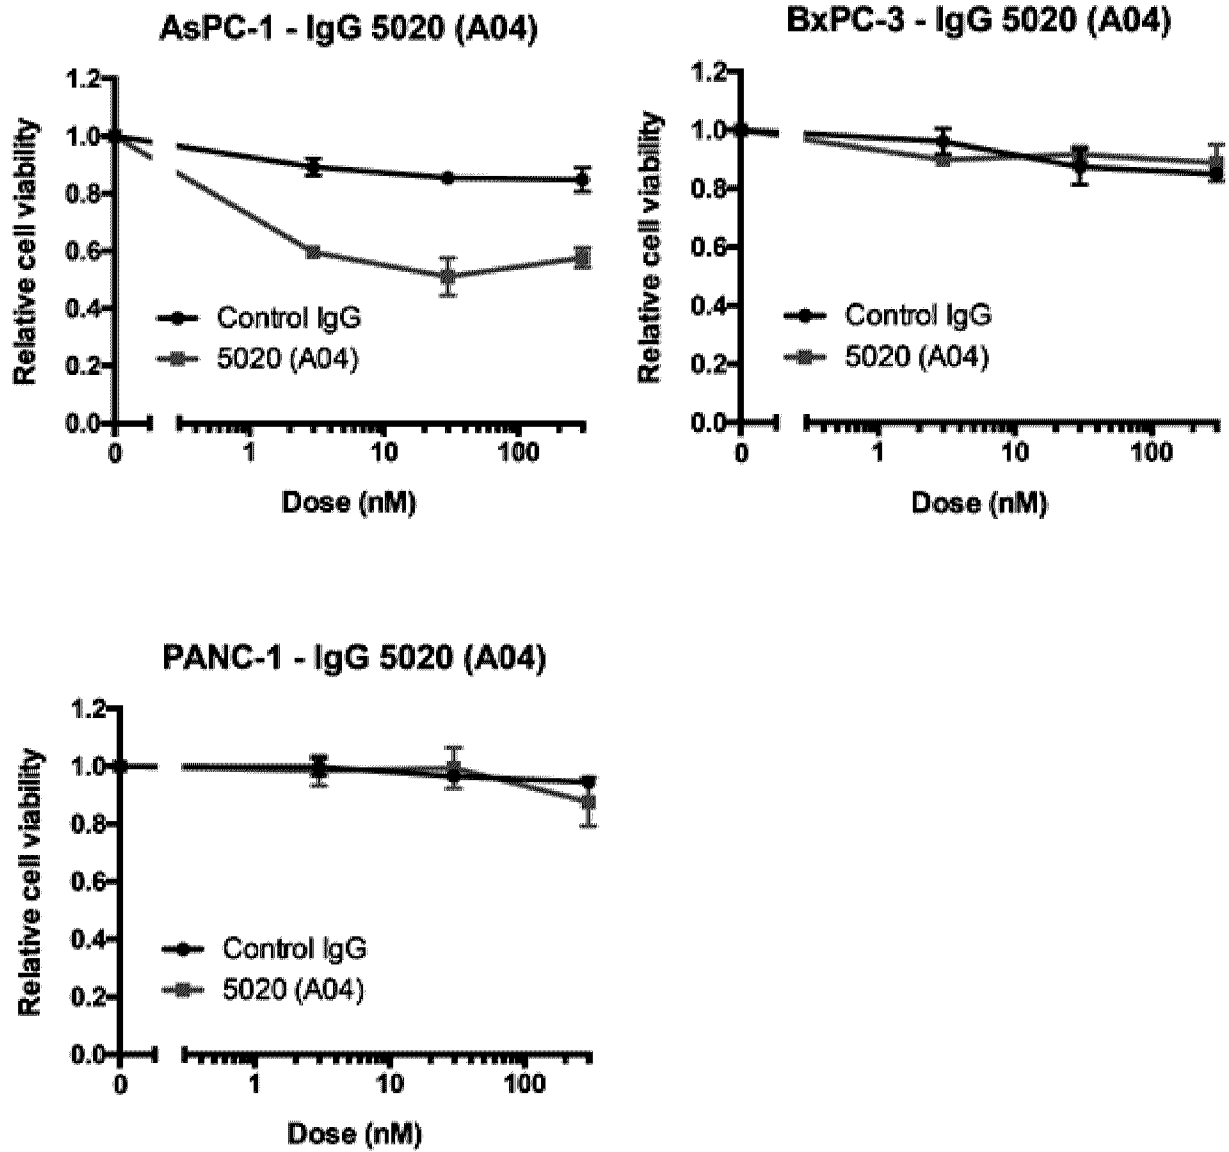 AsPC-1 - IgG 5020 (A04)
1.2
1.0
0.8
0.6
0.4
0.2
0.0
Relative cell viability
Control IgG
5020 (A04)
0 1 10 100
Dose (nM)
BxPC-3 - IgG 5020 (A04)
1.2
1.0
0.8
0.6
0.4
0.2
0.0
Relative cell viability
Control IgG
5020 (A04)
0 1 10 100
Dose (nM)
PANC-1 - IgG 5020 (A04)
1.2
1.0
0.8
0.6
0.4
0.2
0.0
Relative cell viability
Control IgG
5020 (A04)
0 1 10 100
Dose (nM)